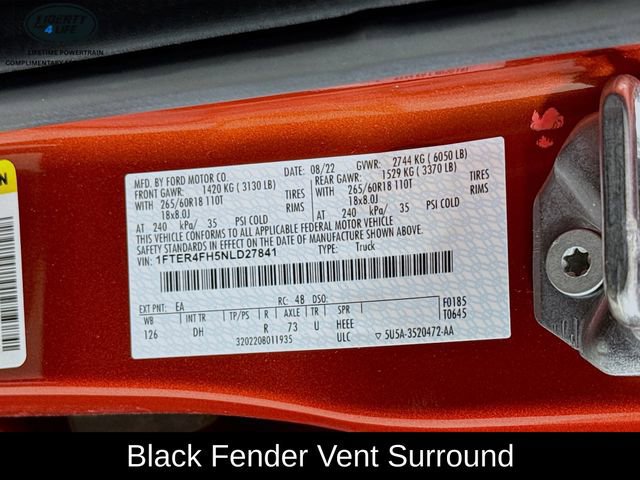 LIBERTY
4LIFE
LIFETIME POWERTRAIN
COMPLIMENTARY
MFD. BY FORD MOTOR CO. DATE: 08/22 GVWR: 2744 KG ( 6050 LB)
FRONT GAWR: 1420 KG ( 3130 LB) REAR GAWR: 1529 KG ( 3370 LB)
WITH 265/60R18 110T TIRES WITH 265/60R18 110T TIRES
18x8.0J RIMS 18x8.0J RIMS
AT 240 kPa/ 35 PSI COLD AT 240 kPa/ 35 PSI COLD
THIS VEHICLE CONFORMS TO ALL APPLICABLE FEDERAL MOTOR VEHICLE
SAFETY STANDARDS IN EFFECT ON THE DATE OF MANUFACTURE SHOWN ABOVE.
VIN: 1FTER4FH5NLD27841 TYPE: Truck
EXT PNT: EA RC: 48 DSO: F0185
WB INT TR TP/PS R AXLE TR SPR T0645
126 DH R 73 U HEEE
3202208011935 ULC 5U5A-3520472-AA
Black Fender Vent Surround